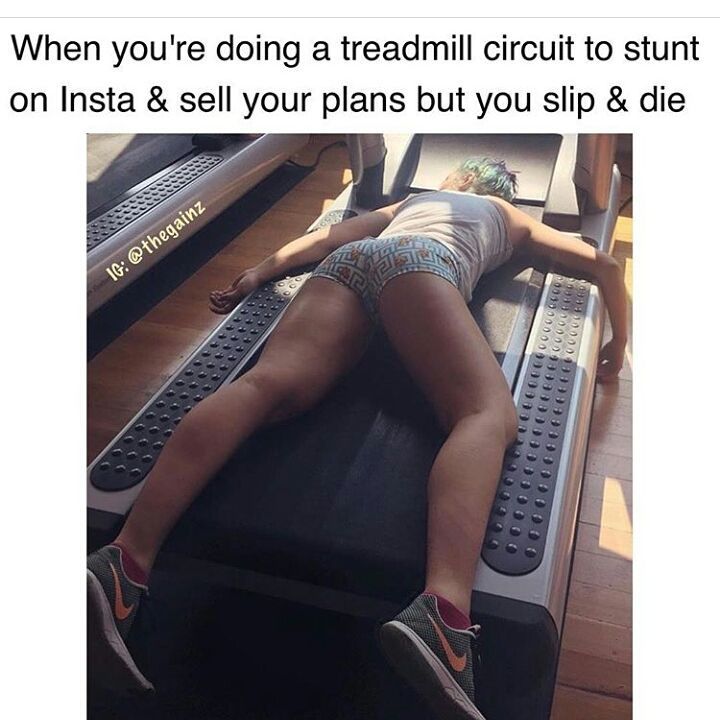 When you're doing a treadmill circuit to stunt
on Insta & sell your plans but you slip & die
IG: @thegainz